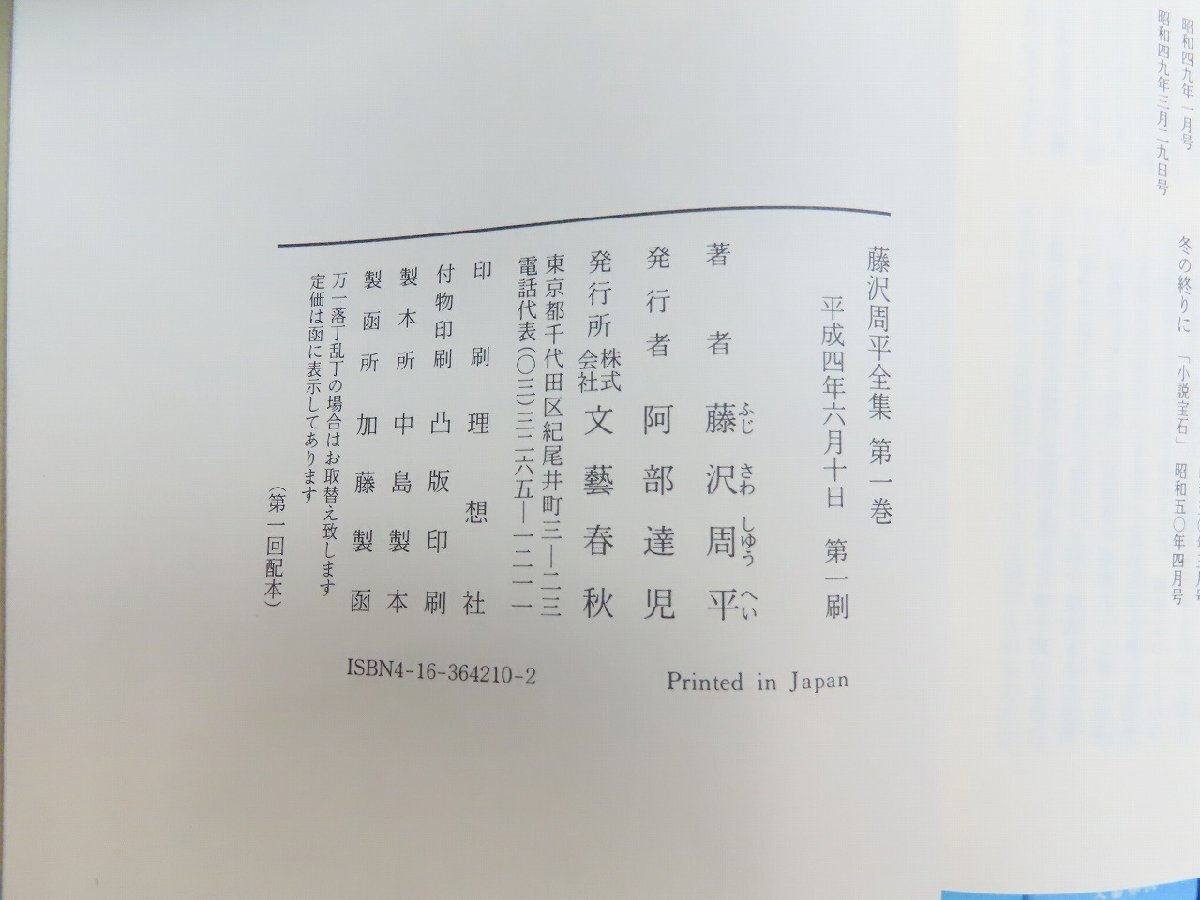 昭和四九年一月号
昭和四九年三月二九日号
冬の終りに 「小説宝石」 昭和五〇年四月号
藤沢周平全集 第一巻
平成四年六月十日 第一刷
著者 藤沢周平
ふじさわしゆうへい
発行者 阿部達児
発行所 株式会社 文藝春秋
東京都千代田区紀尾井町三―二三
電話代表(〇三)三二六五―一二一一
印刷 理想社
付物印刷 凸版印刷
製本所 中島製本
製函所 加藤製函
万一落丁乱丁の場合はお取替え致します
定価は函に表示してあります
(第一回配本)
ISBN4-16-364210-2
Printed in Japan